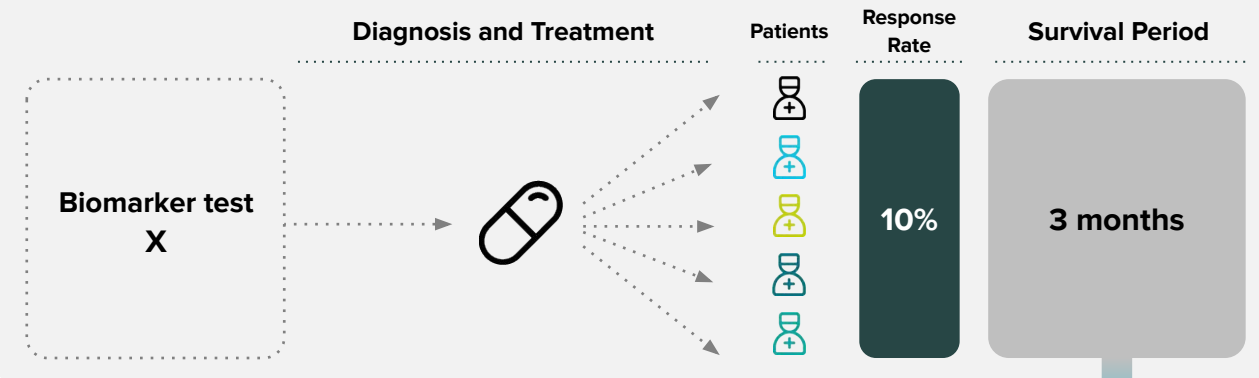 Diagnosis and Treatment
Patients
Response
Rate
Survival Period
Biomarker test
X
10%
3 months